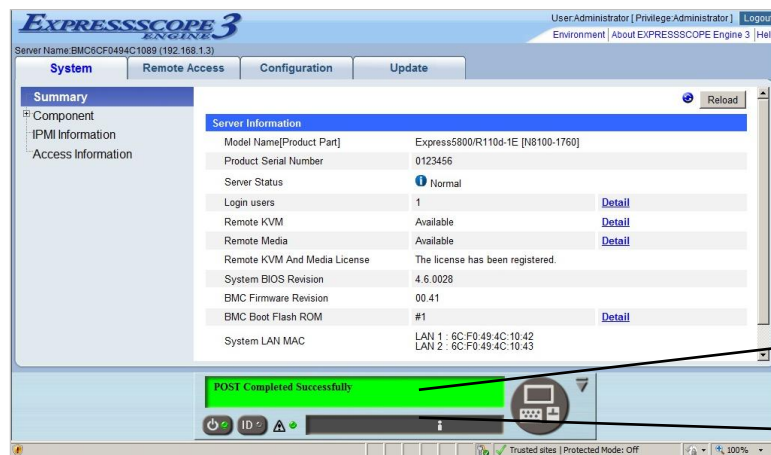 EXPRESSSCOPE
ENGINE 3
User:Administrator [ Privilege:Administrator ] Logout
Environment | About EXPRESSSCOPE Engine 3 | Hel
Server Name:BMC6CF0494C1089 (192.168.1.3)
System Remote Access Configuration Update
Summary
Component
IPMI Information
Access Information
Reload
Server Information
Model Name[Product Part] Express5800/R110d-1E [N8100-1760]
Product Serial Number 0123456
Server Status Normal
Login users 1 Detail
Remote KVM Available Detail
Remote Media Available Detail
Remote KVM And Media License The license has been registered.
System BIOS Revision 4.6.0028
BMC Firmware Revision 00.41
BMC Boot Flash ROM #1 Detail
System LAN MAC LAN 1 : 6C:F0:49:4C:10:42
LAN 2 : 6C:F0:49:4C:10:43
POST Completed Successfully
ID
Trusted sites | Protected Mode: Off 100%